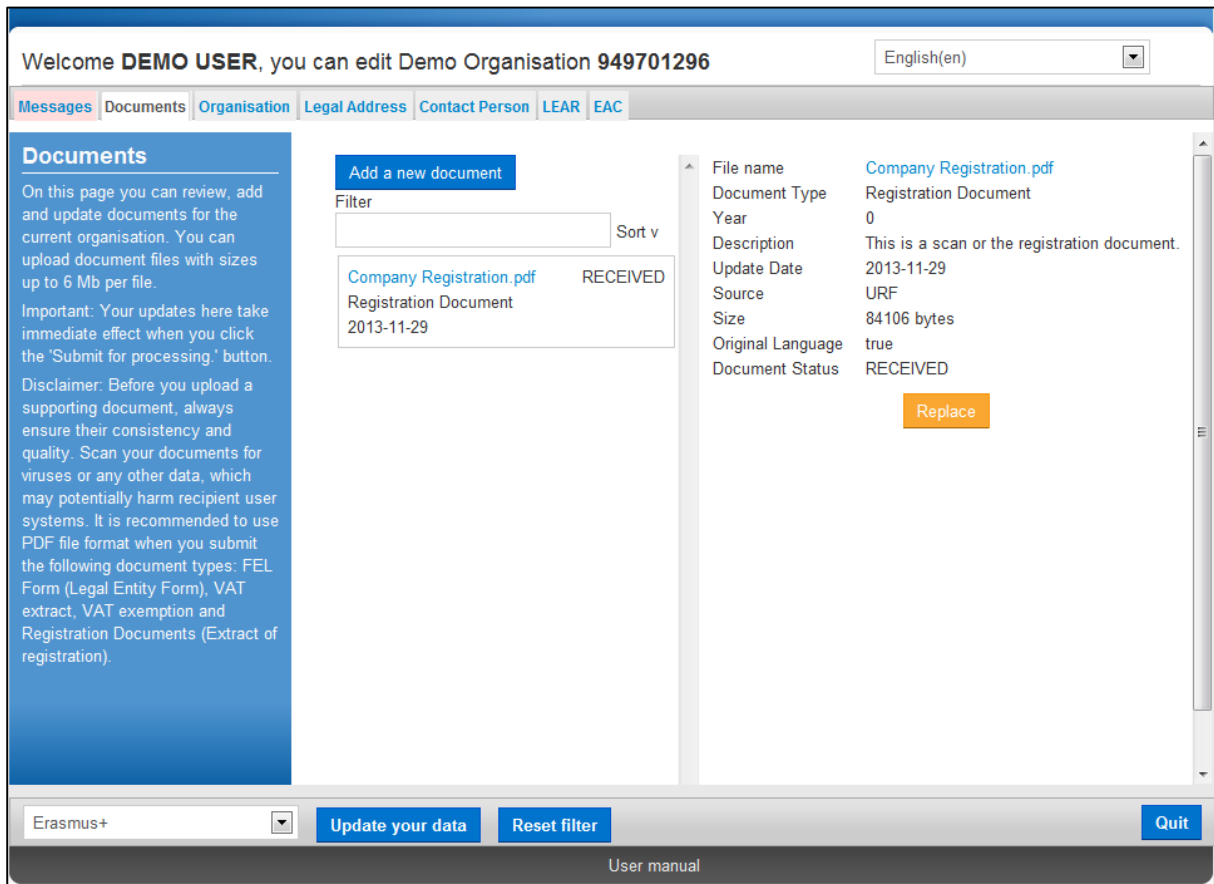 Welcome DEMO USER, you can edit Demo Organisation 949701296
English(en)
Messages Documents Organisation Legal Address Contact Person LEAR EAC
Documents
On this page you can review, add
and update documents for the
current organisation. You can
upload document files with sizes
up to 6 Mb per file.
Important: Your updates here take
immediate effect when you click
the 'Submit for processing.' button.
Disclaimer: Before you upload a
supporting document, always
ensure their consistency and
quality. Scan your documents for
viruses or any other data, which
may potentially harm recipient user
systems. It is recommended to use
PDF file format when you submit
the following document types: FEL
Form (Legal Entity Form), VAT
extract, VAT exemption and
Registration Documents (Extract of
registration).
Add a new document
Filter
Sort v
Company Registration.pdf RECEIVED
Registration Document
2013-11-29
File name Company Registration.pdf
Document Type Registration Document
Year 0
Description This is a scan or the registration document.
Update Date 2013-11-29
Source URF
Size 84106 bytes
Original Language true
Document Status RECEIVED
Replace
Erasmus+
Update your data
Reset filter
Quit
User manual